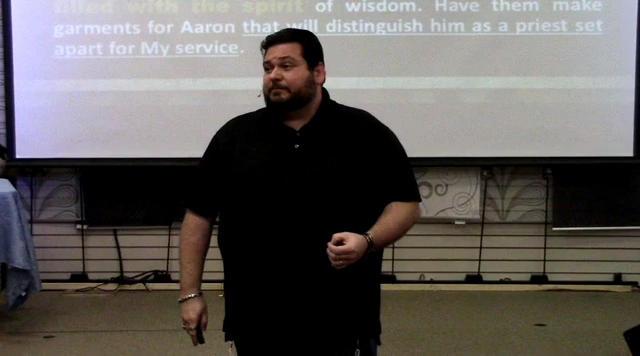 filled with the spirit of wisdom. Have them make
garments for Aaron that will distinguish him as a priest set
apart for My service.